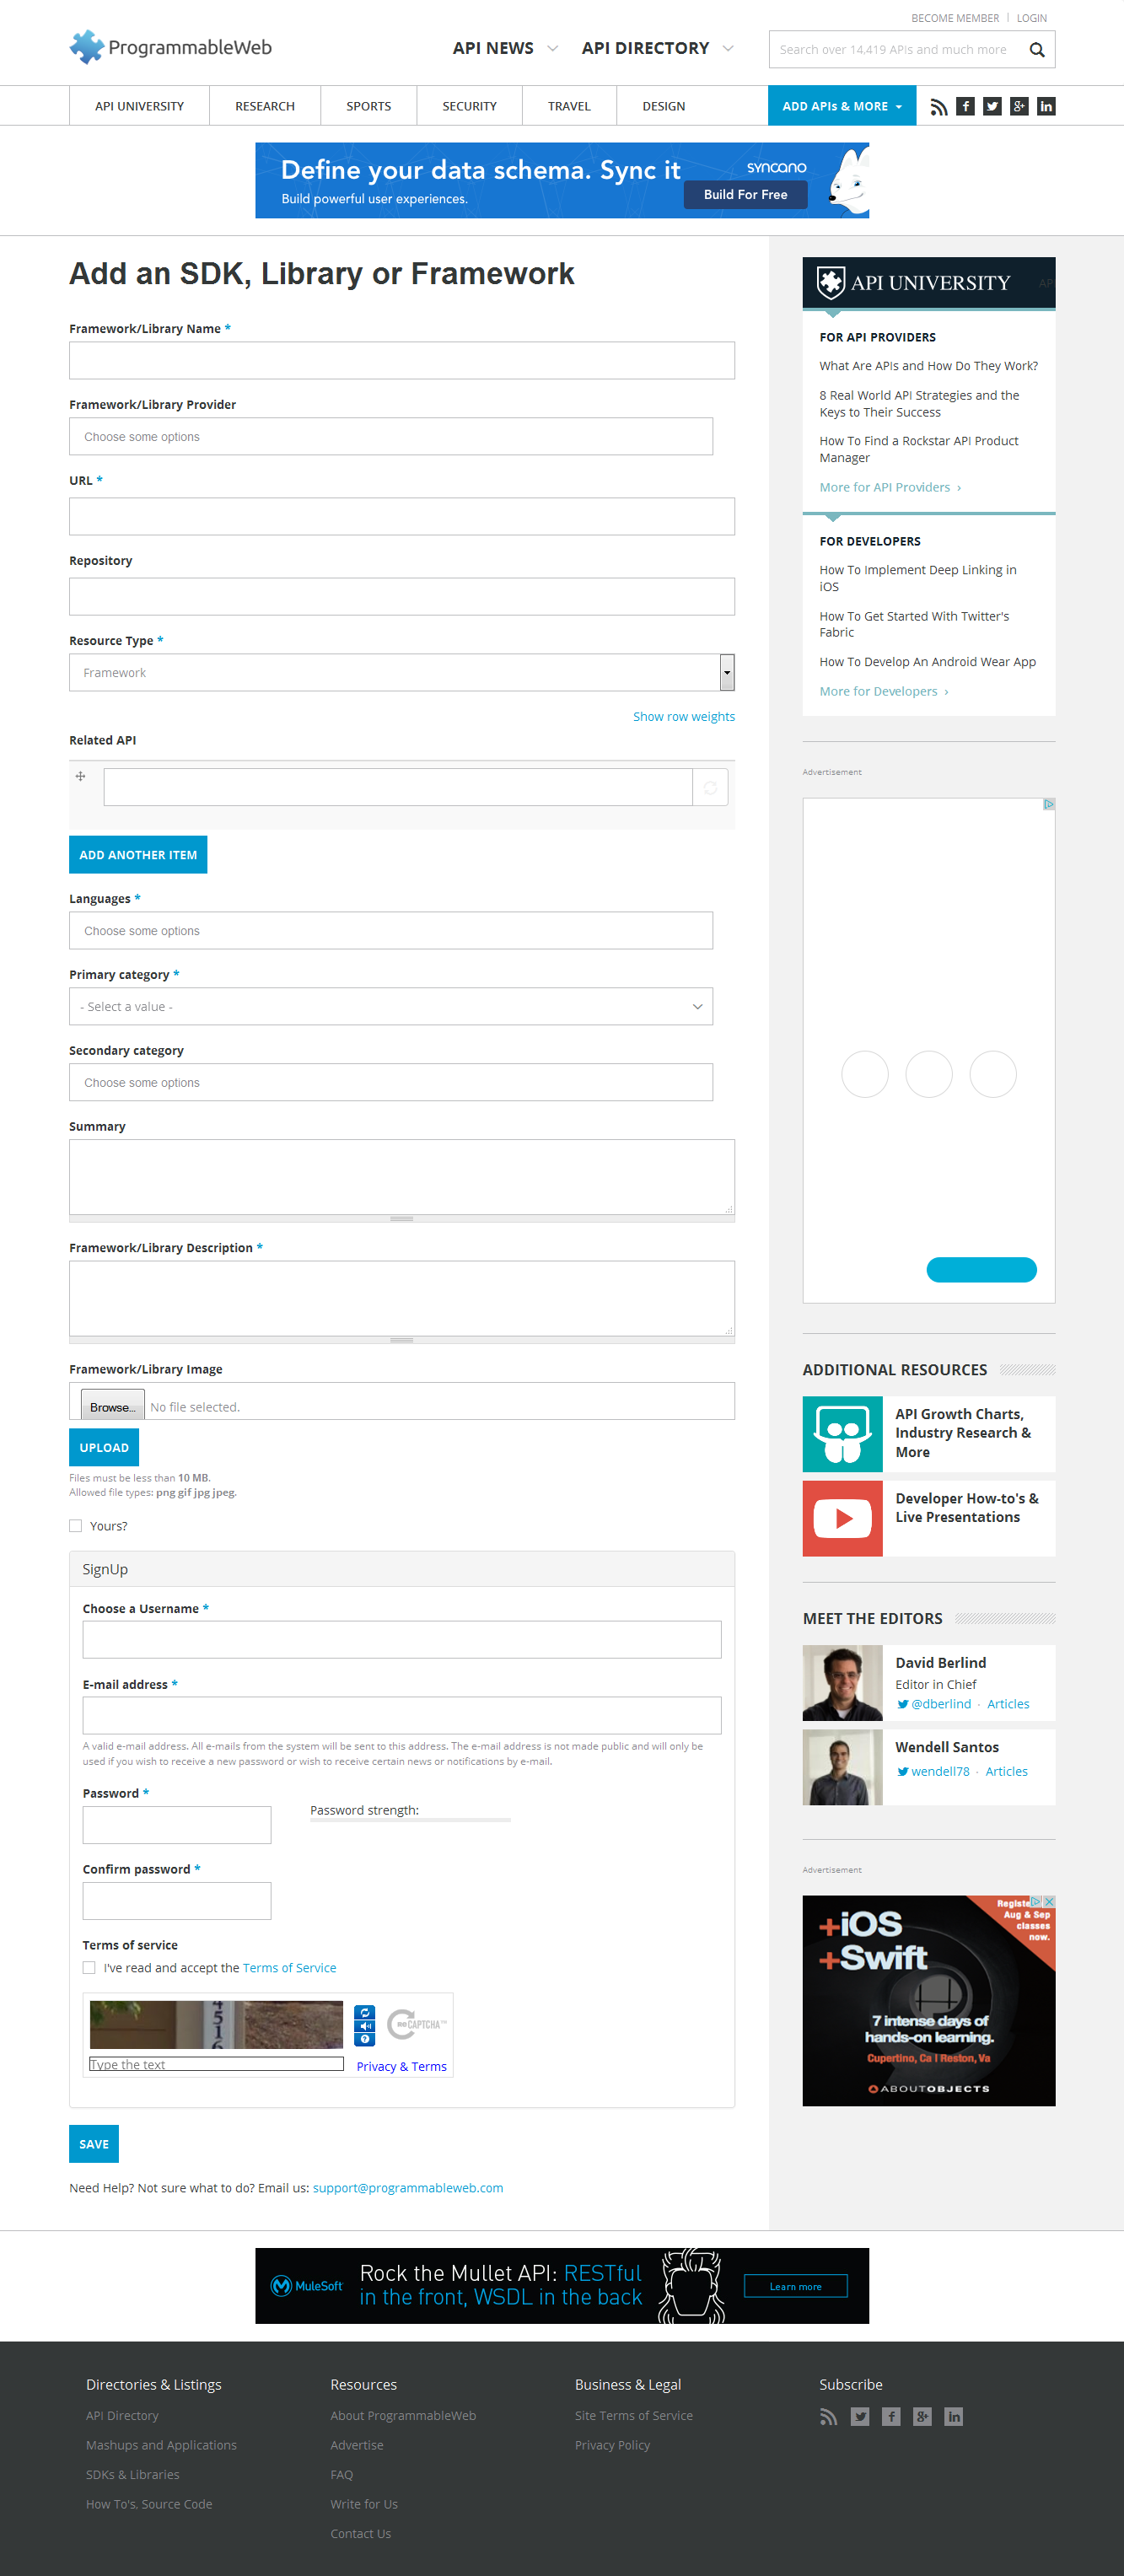 BECOME MEMBER
LOGIN
ProgrammableWeb
API NEWS
API DIRECTORY
Search over 14,419 APIs and much more
API UNIVERSITY
RESEARCH
SPORTS
SECURITY
TRAVEL
DESIGN
ADD APIs & MORE
Define your data schema. Sync it
Build powerful user experiences.
syncano
Build For Free
Add an SDK, Library or Framework
Framework/Library Name *
Framework/Library Provider
Choose some options
URL *
Repository
Resource Type *
Framework
Show row weights
Related API
ADD ANOTHER ITEM
Languages *
Choose some options
Primary category *
- Select a value -
Secondary category
Choose some options
Summary
Framework/Library Description *
Framework/Library Image
Browse... No file selected.
UPLOAD
Files must be less than 10 MB.
Allowed file types: png gif jpg jpeg.
Yours?
SignUp
Choose a Username *
E-mail address *
A valid e-mail address. All e-mails from the system will be sent to this address. The e-mail address is not made public and will only be
used if you wish to receive a new password or wish to receive certain news or notifications by e-mail.
Password *
Password strength:
Confirm password *
Terms of service
I've read and accept the Terms of Service
4516
reCAPTCHA™
Type the text
Privacy & Terms
SAVE
Need Help? Not sure what to do? Email us: support@programmableweb.com
API UNIVERSITY
FOR API PROVIDERS
What Are APIs and How Do They Work?
8 Real World API Strategies and the
Keys to Their Success
How To Find a Rockstar API Product
Manager
More for API Providers ›
FOR DEVELOPERS
How To Implement Deep Linking in
iOS
How To Get Started With Twitter's
Fabric
How To Develop An Android Wear App
More for Developers ›
Advertisement
ADDITIONAL RESOURCES
API Growth Charts,
Industry Research &
More
Developer How-to's &
Live Presentations
MEET THE EDITORS
David Berlind
Editor in Chief
@dberlind · Articles
Wendell Santos
wendell78 · Articles
Advertisement
Aug & Sep
classes
now.
+iOS
+Swift
7 intense days of
hands-on learning.
Cupertino, Ca | Reston, Va
ABOUTOBJECTS
MuleSoft
Rock the Mullet API: RESTful
in the front, WSDL in the back
Learn more
Directories & Listings
API Directory
Mashups and Applications
SDKs & Libraries
How To's, Source Code
Resources
About ProgrammableWeb
Advertise
FAQ
Write for Us
Contact Us
Business & Legal
Site Terms of Service
Privacy Policy
Subscribe